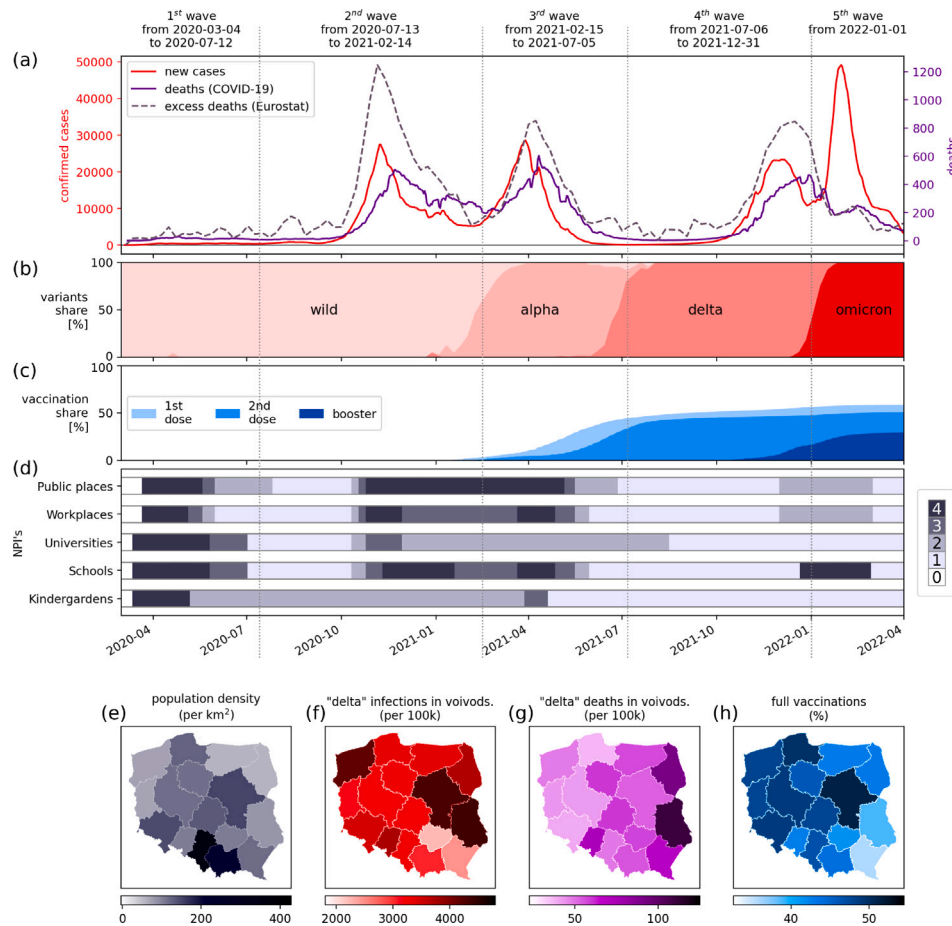 1st wave
from 2020-03-04
to 2020-07-12
2nd wave
from 2020-07-13
to 2021-02-14
3rd wave
from 2021-02-15
to 2021-07-05
4th wave
from 2021-07-06
to 2021-12-31
5th wave
from 2022-01-01
(a)
confirmed cases
50000
40000
30000
20000
10000
0
new cases
deaths (COVID-19)
excess deaths (Eurostat)
1200
1000
800
600
400
200
0
deaths
(b)
variants
share
[%]
100
50
0
wild
alpha
delta
omicron
(c)
vaccination
share
[%]
100
50
0
1st
dose
2nd
dose
booster
(d)
NPI's
Public places
Workplaces
Universities
Schools
Kindergardens
4
3
2
1
0
2020-04
2020-07
2020-10
2021-01
2021-04
2021-07
2021-10
2022-01
2022-04
(e)
population density
(per km2)
0 200 400
(f)
"delta" infections in voivods.
(per 100k)
2000 3000 4000
(g)
"delta" deaths in voivods.
(per 100k)
50 100
(h)
full vaccinations
(%)
40 50